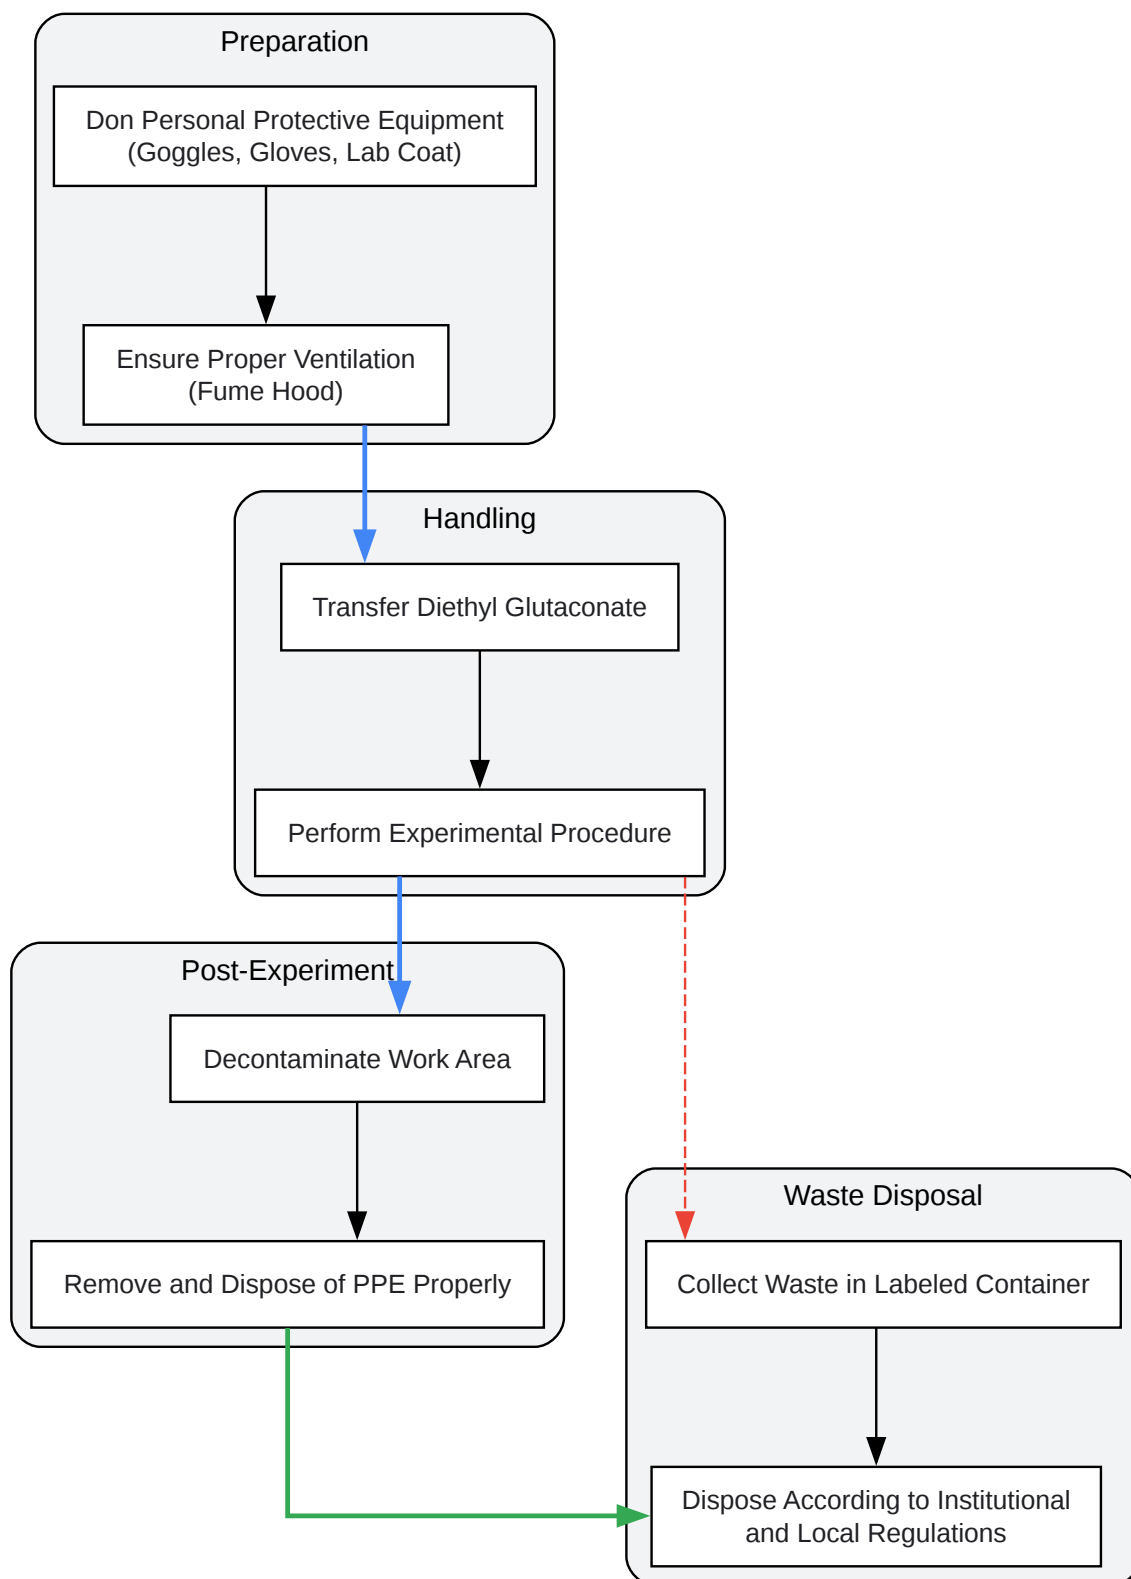 Preparation
Don Personal Protective Equipment
(Goggles, Gloves, Lab Coat)
Ensure Proper Ventilation
(Fume Hood)
Handling
Transfer Diethyl Glutaconate
Perform Experimental Procedure
Post-Experiment
Decontaminate Work Area
Remove and Dispose of PPE Properly
Waste Disposal
Collect Waste in Labeled Container
Dispose According to Institutional
and Local Regulations